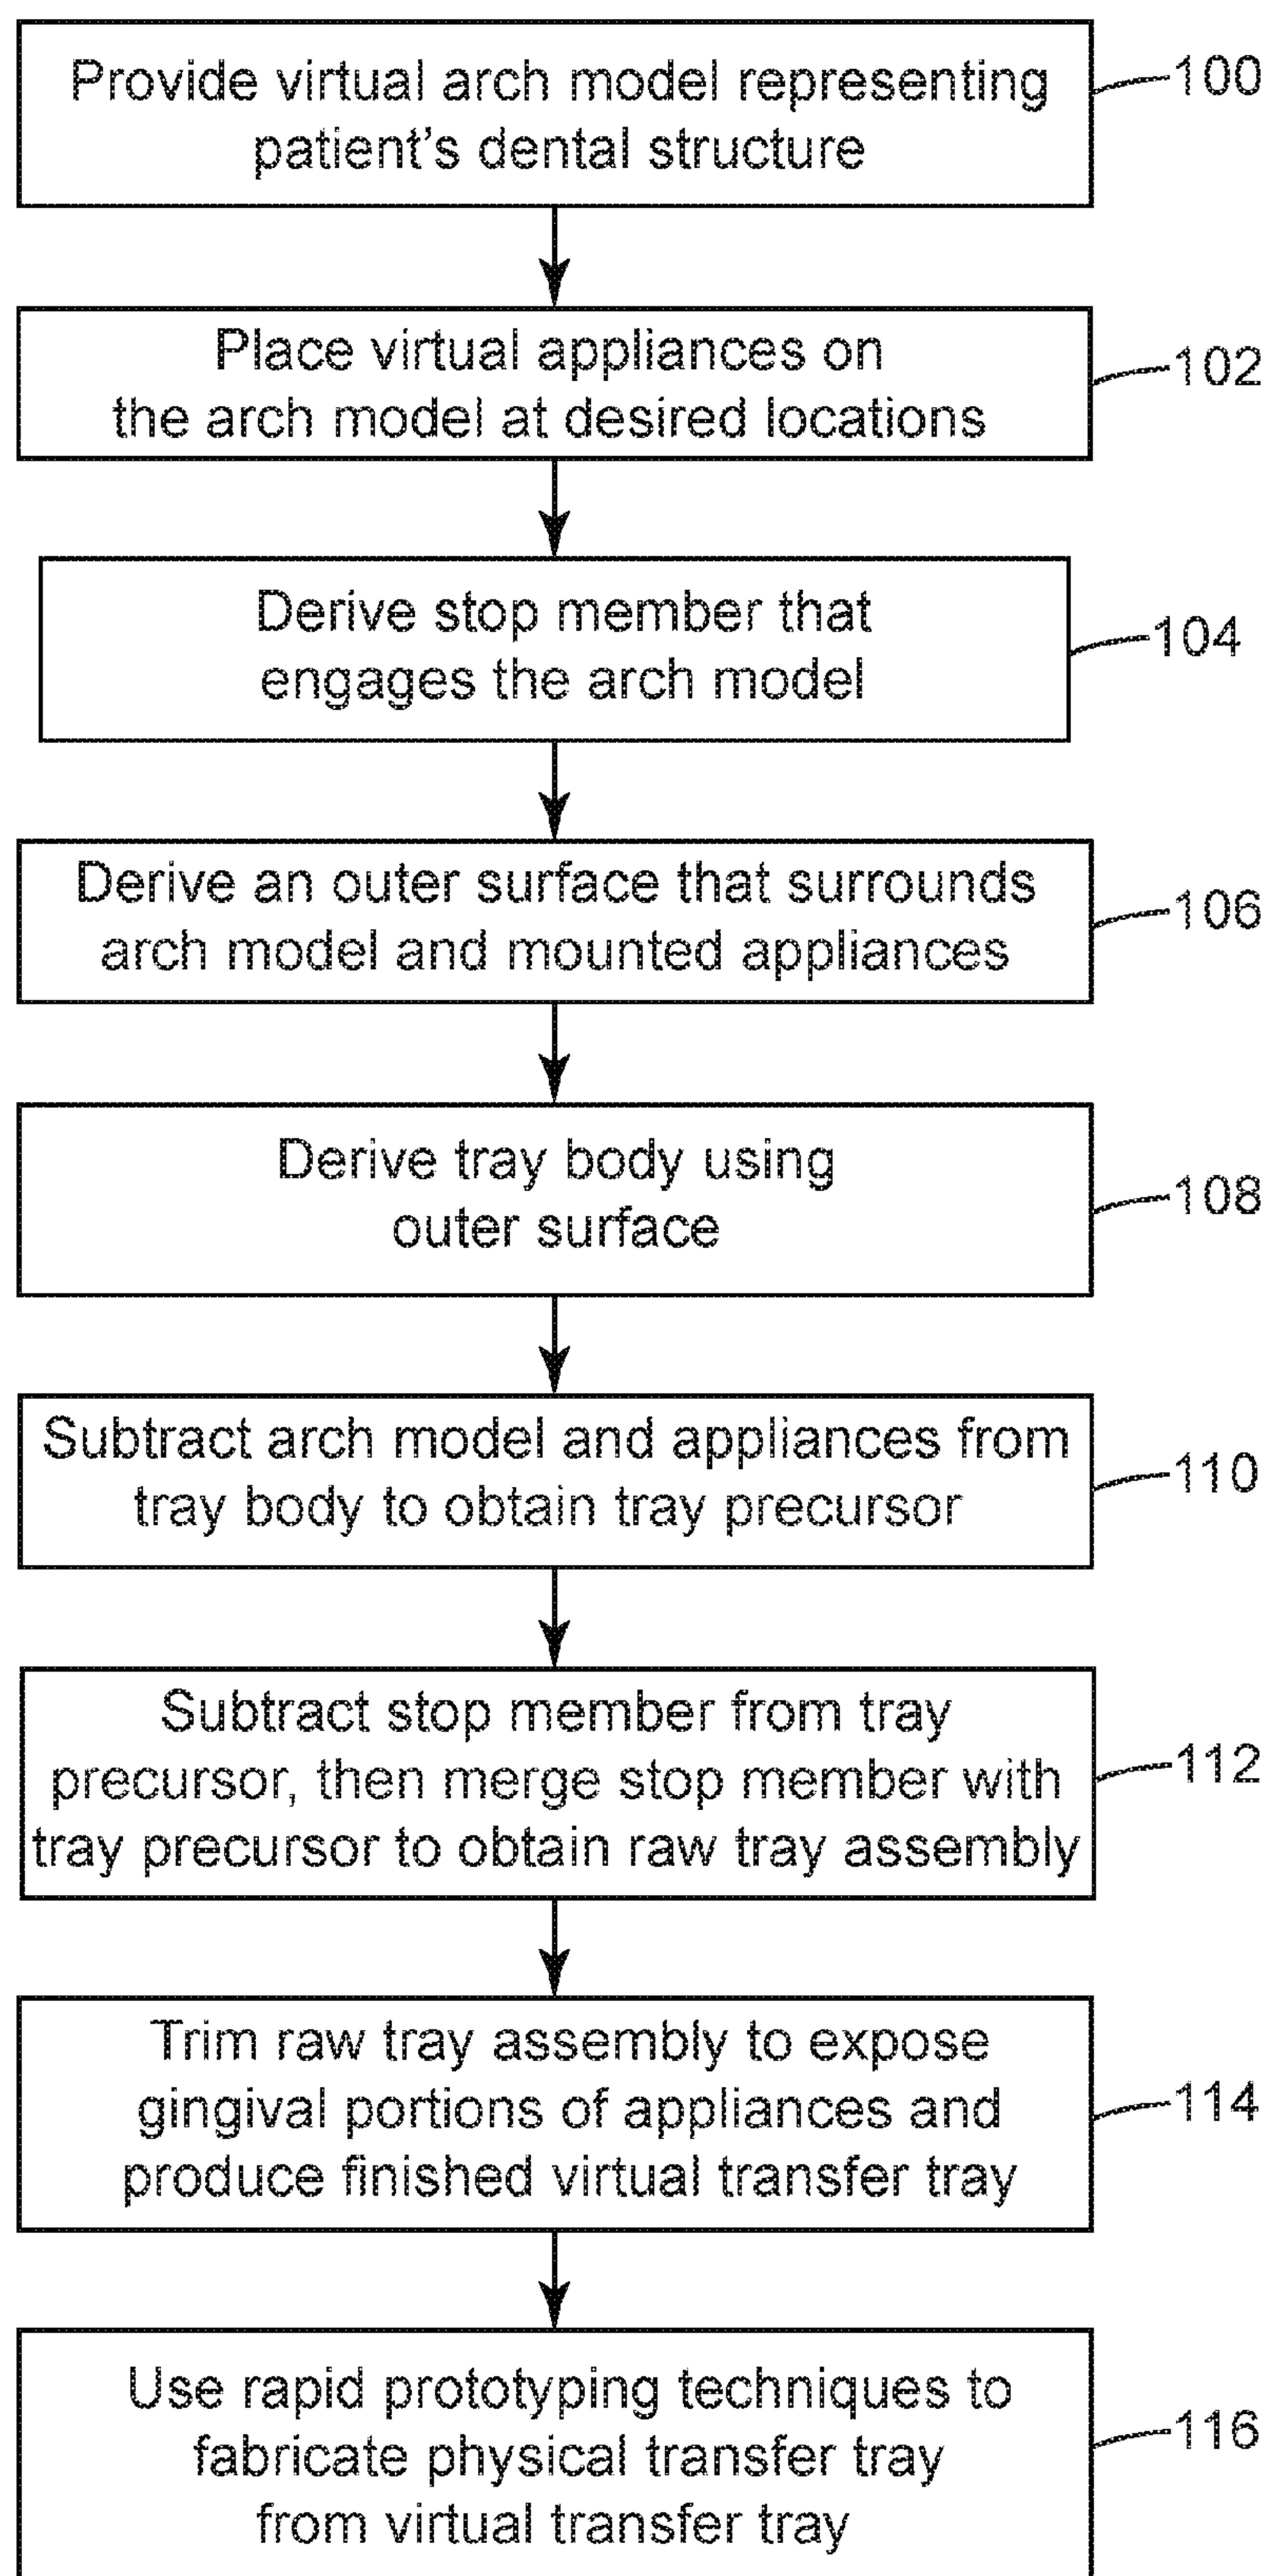 Provide virtual arch model representing
patient's dental structure
100
Place virtual appliances on
the arch model at desired locations
102
Derive stop member that
engages the arch model
104
Derive an outer surface that surrounds
arch model and mounted appliances
106
Derive tray body using
outer surface
108
Subtract arch model and appliances from
tray body to obtain tray precursor
110
Subtract stop member from tray
precursor, then merge stop member with
tray precursor to obtain raw tray assembly
112
Trim raw tray assembly to expose
gingival portions of appliances and
produce finished virtual transfer tray
114
Use rapid prototyping techniques to
fabricate physical transfer tray
from virtual transfer tray
116